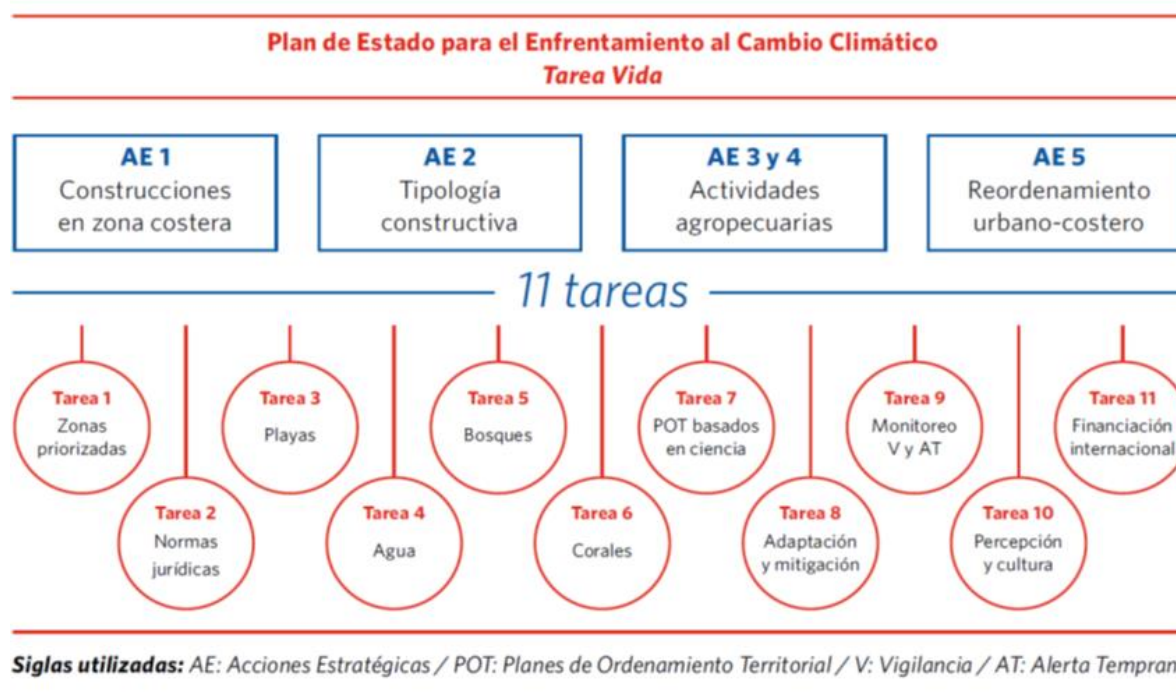 Plan de Estado para el Enfrentamiento al Cambio Climático
Tarea Vida
AE 1
Construcciones
en zona costera
AE 2
Tipología
constructiva
AE 3 y 4
Actividades
agropecuarias
AE 5
Reordenamiento
urbano-costero
11 tareas
Tarea 1
Zonas
priorizadas
Tarea 2
Normas
jurídicas
Tarea 3
Playas
Tarea 4
Agua
Tarea 5
Bosques
Tarea 6
Corales
Tarea 7
POT basados
en ciencia
Tarea 8
Adaptación
y mitigación
Tarea 9
Monitoreo
V y AT
Tarea 10
Percepción
y cultura
Tarea 11
Financiación
internacional
Siglas utilizadas: AE: Acciones Estratégicas / POT: Planes de Ordenamiento Territorial / V: Vigilancia / AT: Alerta Tempran